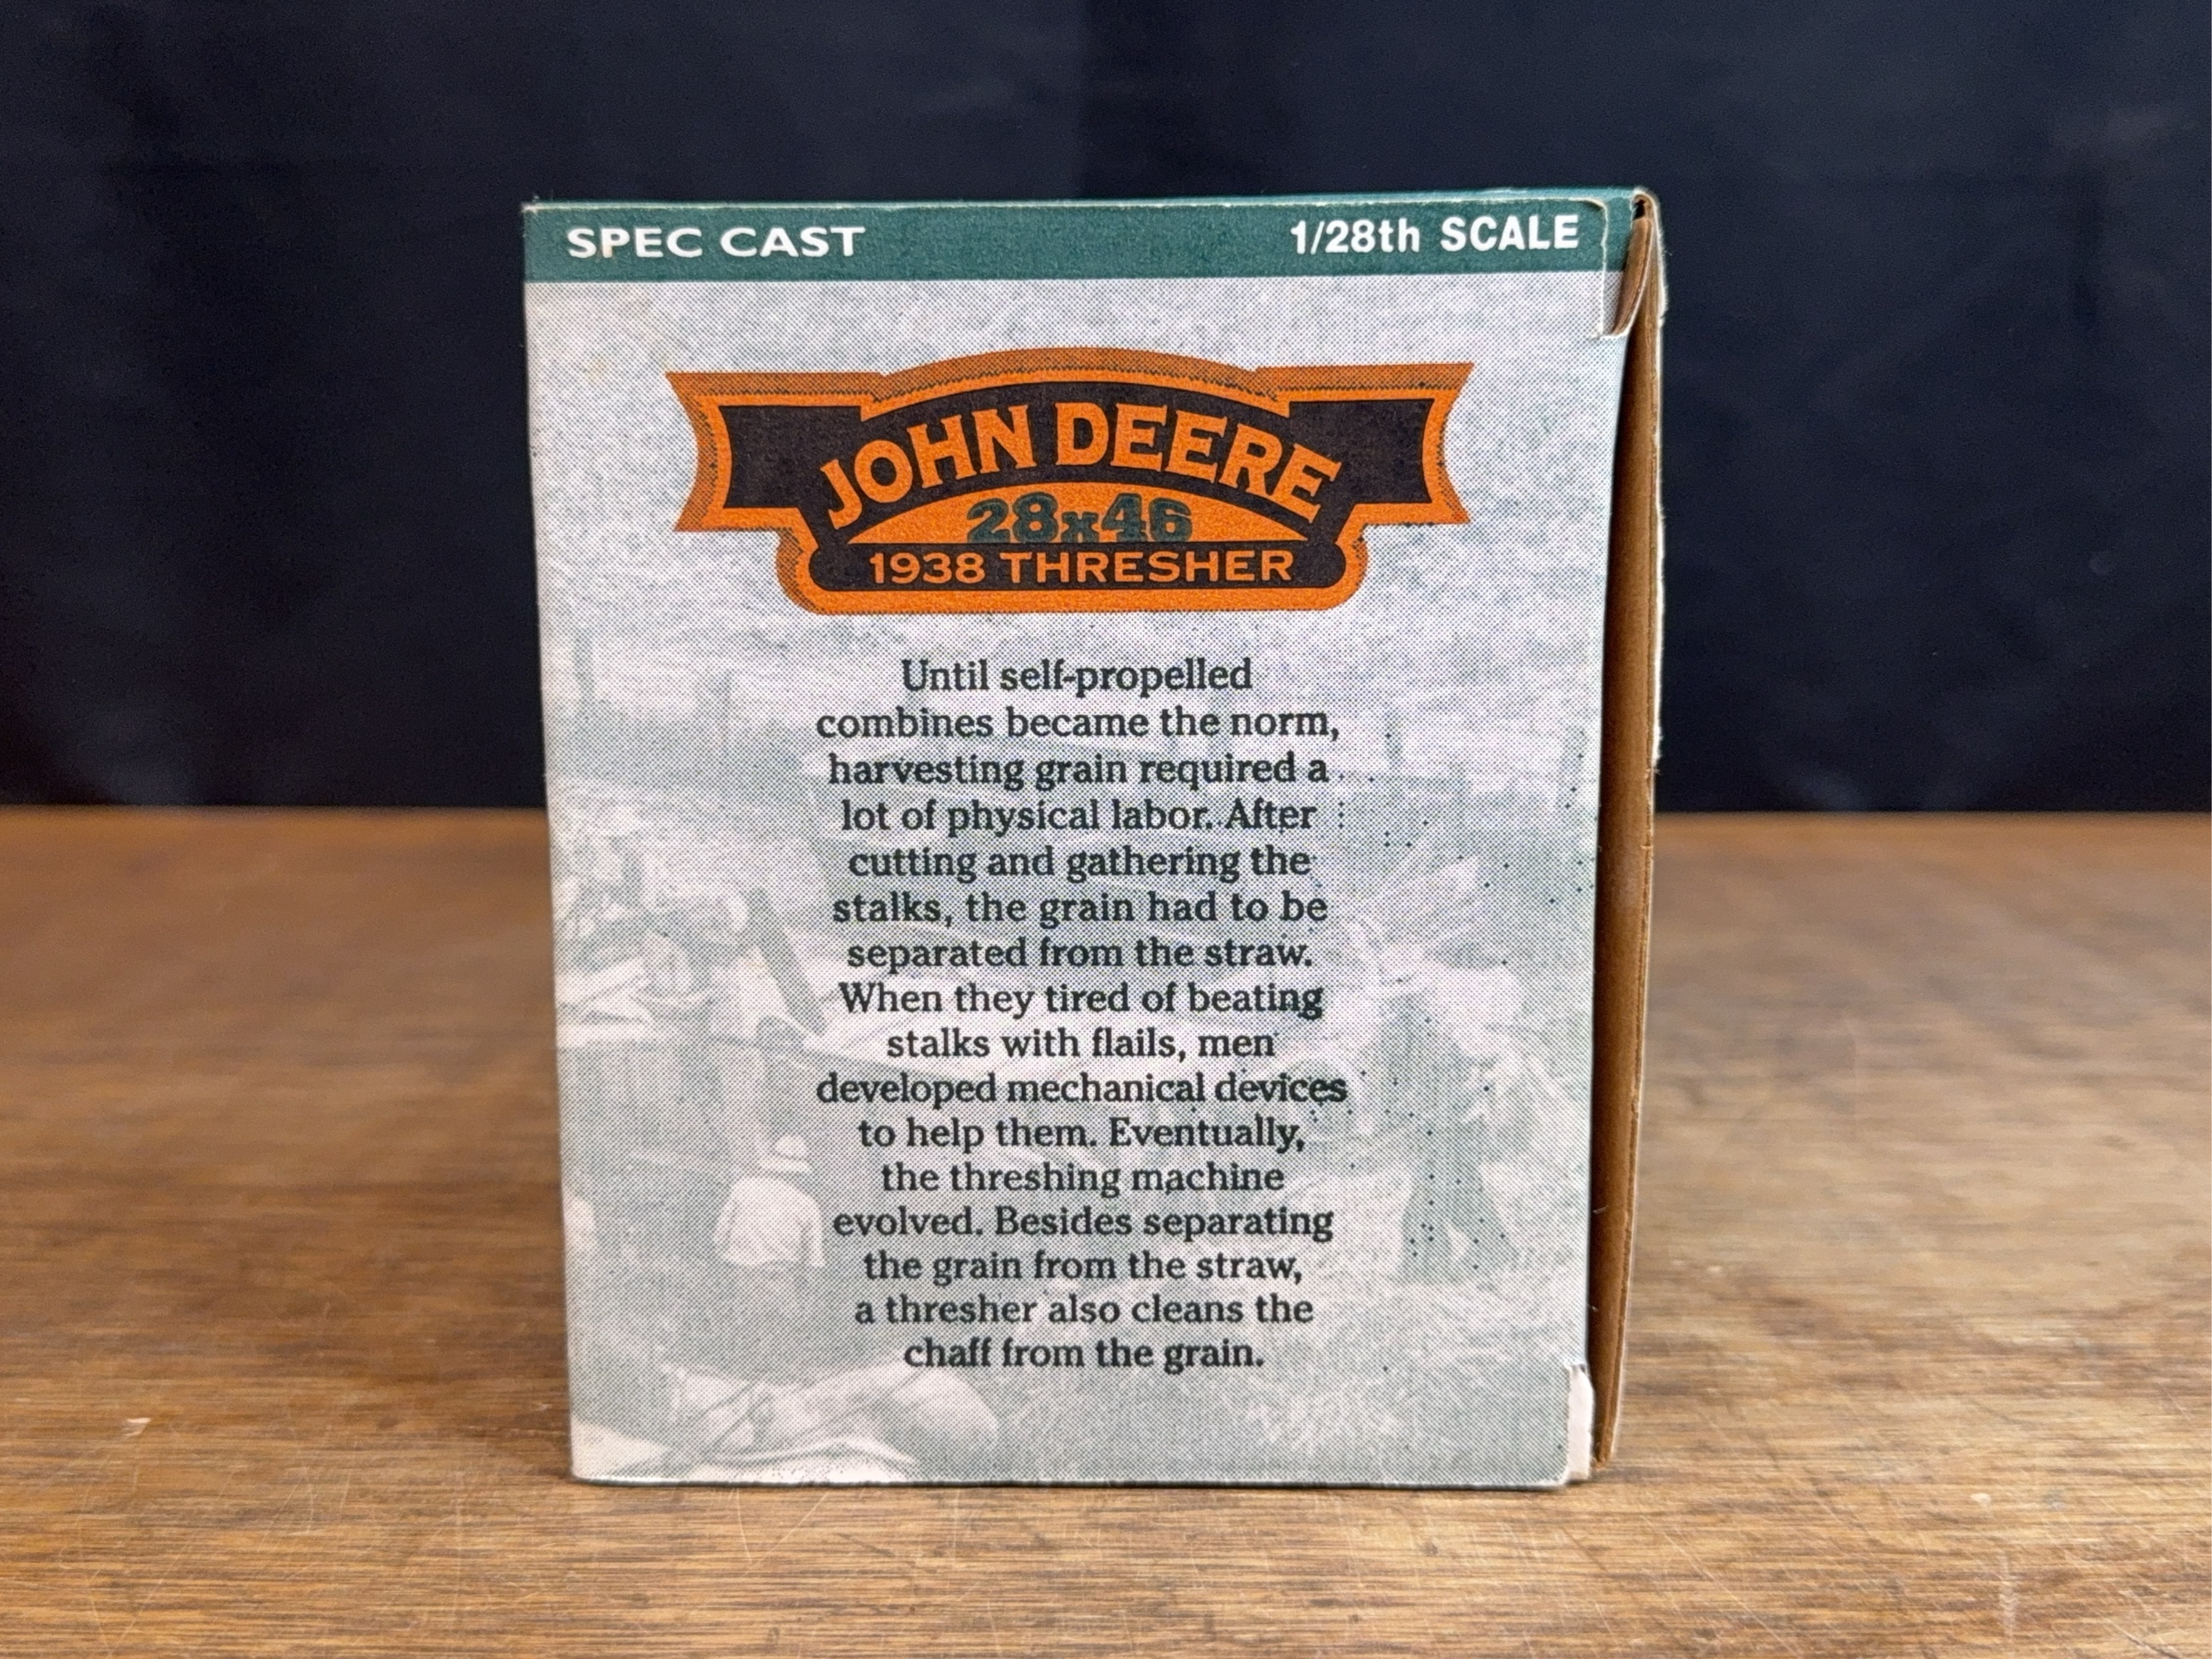 SPEC CAST
1/28th SCALE
JOHN DEERE
28x46
1938 THRESHER
Until self-propelled
combines became the norm,
harvesting grain required a
lot of physical labor. After
cutting and gathering the
stalks, the grain had to be
separated from the straw.
When they tired of beating
stalks with flails, men
developed mechanical devices
to help them. Eventually,
the threshing machine
evolved. Besides separating
the grain from the straw,
a thresher also cleans the
chaff from the grain.